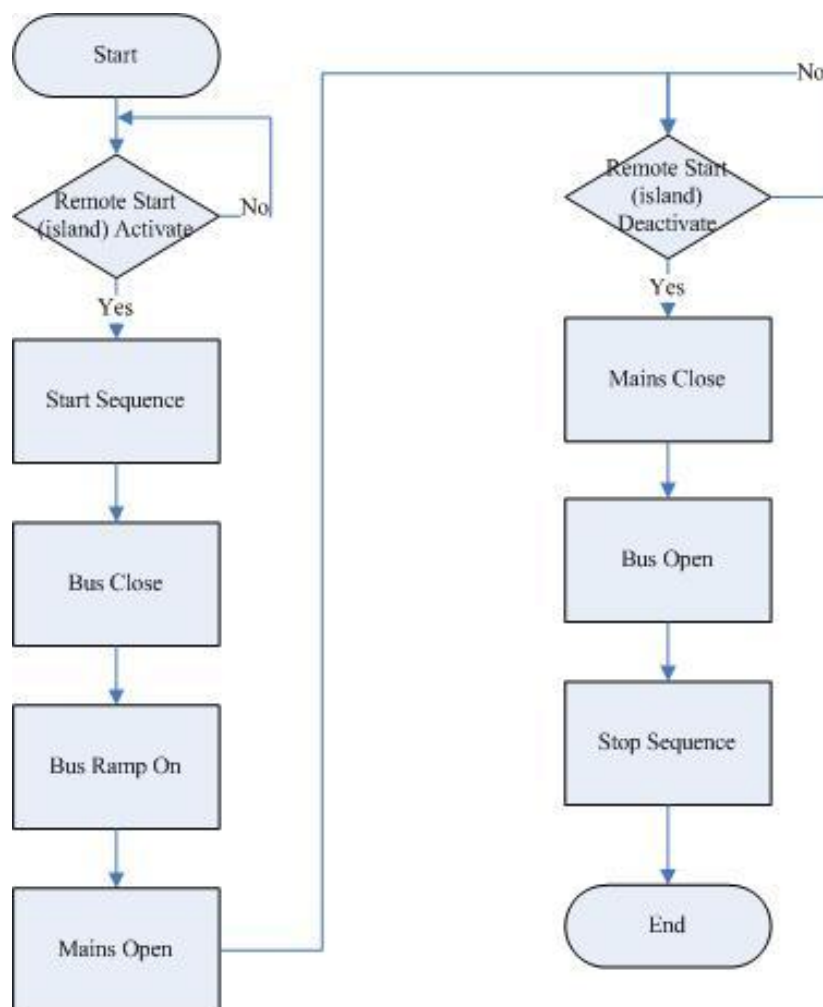 Start
Remote Start
(island) Activate
No
Yes
Start Sequence
Bus Close
Bus Ramp On
Mains Open
No
Remote Start
(island)
Deactivate
Yes
Mains Close
Bus Open
Stop Sequence
End